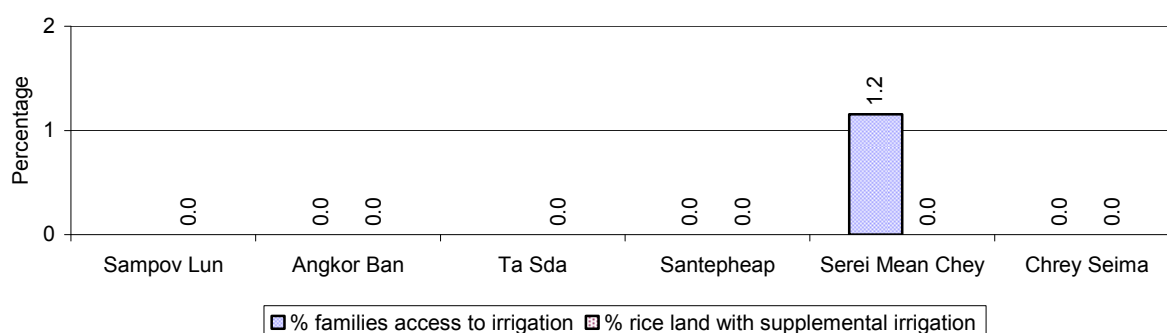 2
1
0
Percentage
0.0
0.0
0.0
0.0
0.0
0.0
1.2
0.0
0.0
0.0
Sampov Lun
Angkor Ban
Ta Sda
Santepheap
Serei Mean Chey
Chrey Seima
% families access to irrigation
% rice land with supplemental irrigation